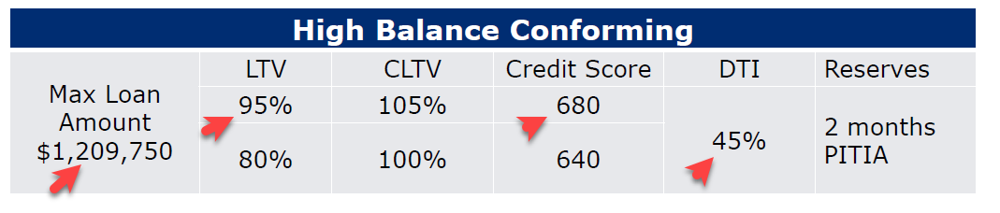 High Balance Conforming
LTV CLTV Credit Score DTI Reserves
Max Loan
Amount
$1,209,750
95% 105% 680
80% 100% 640
45%
2 months
PITIA